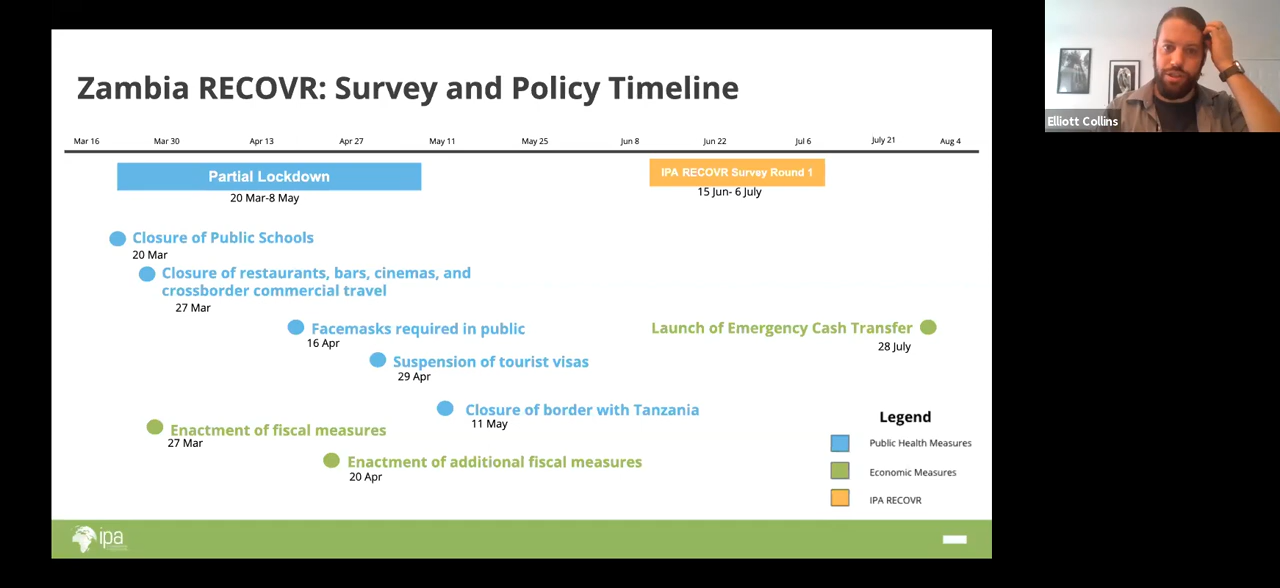 Zambia RECOVR: Survey and Policy Timeline
Elliott Collins
Mar 16 Mar 30 Apr 13 Apr 27 May 11 May 25 Jun 8 Jun 22 Jul 6 July 21 Aug 4
Partial Lockdown
20 Mar-8 May
IPA RECOVR Survey Round 1
15 Jun- 6 July
Closure of Public Schools
20 Mar
Closure of restaurants, bars, cinemas, and
crossborder commercial travel
27 Mar
Facemasks required in public
16 Apr
Launch of Emergency Cash Transfer
28 July
Suspension of tourist visas
29 Apr
Closure of border with Tanzania
11 May
Enactment of fiscal measures
27 Mar
Enactment of additional fiscal measures
20 Apr
Legend
Public Health Measures
Economic Measures
IPA RECOVR
ipa